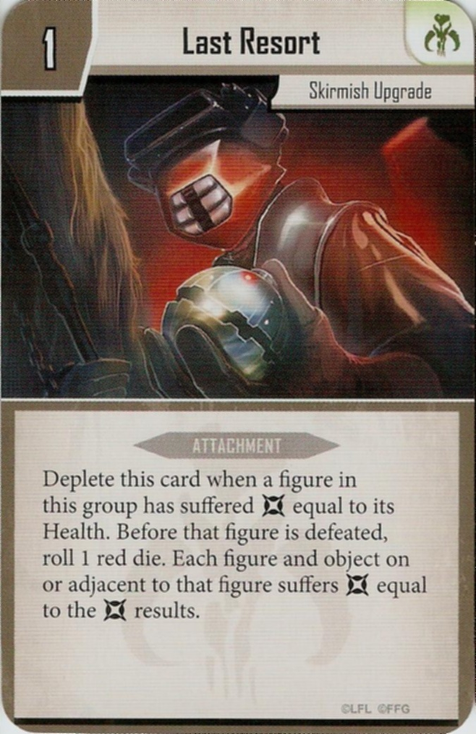 1
Last Resort
Skirmish Upgrade
ATTACHMENT
Deplete this card when a figure in
this group has suffered equal to its
Health. Before that figure is defeated,
roll 1 red die. Each figure and object on
or adjacent to that figure suffers equal
to the results.
©LFL ©FFG